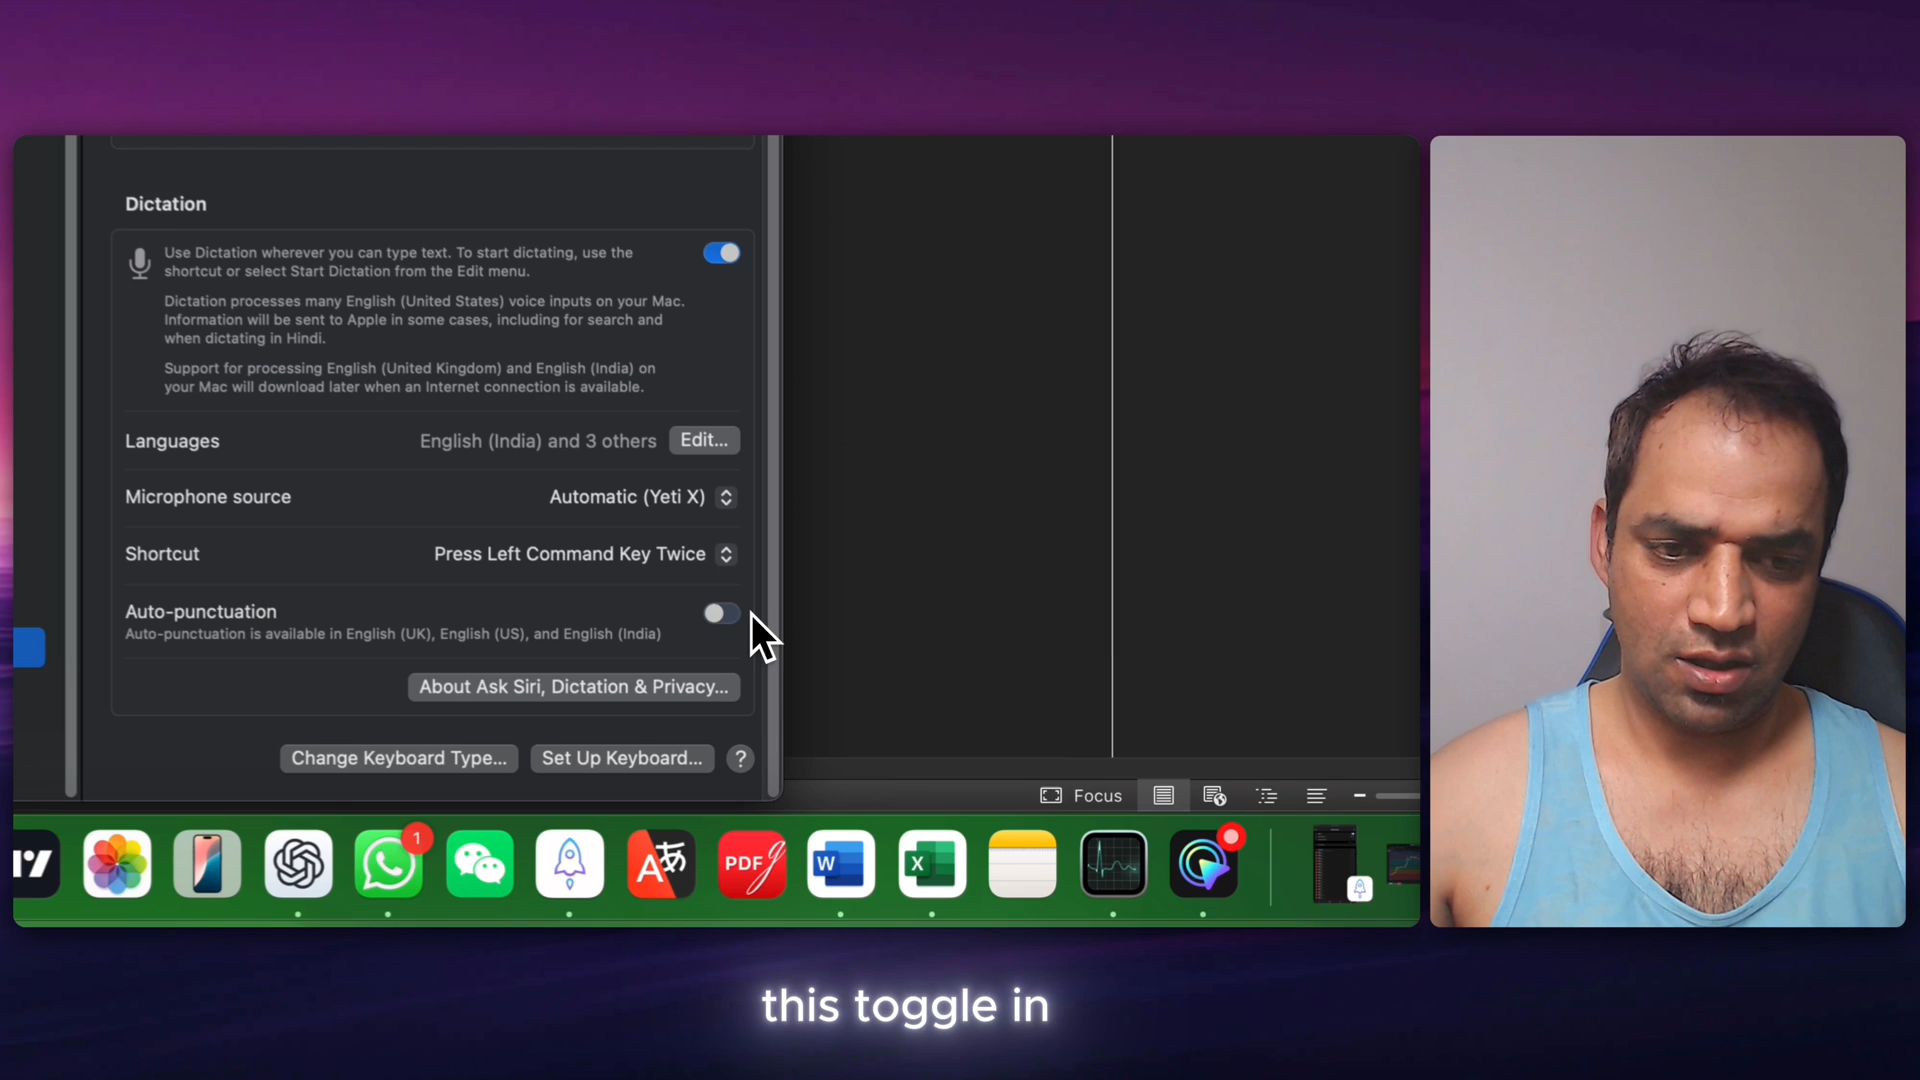 Dictation
Use Dictation wherever you can type text. To start dictating, use the
shortcut or select Start Dictation from the Edit menu.
Dictation processes many English (United States) voice inputs on your Mac.
Information will be sent to Apple in some cases, including for search and
when dictating in Hindi.
Support for processing English (United Kingdom) and English (India) on
your Mac will download later when an Internet connection is available.
Languages English (India) and 3 others Edit...
Microphone source Automatic (Yeti X)
Shortcut Press Left Command Key Twice
Auto-punctuation
Auto-punctuation is available in English (UK), English (US), and English (India)
About Ask Siri, Dictation & Privacy...
Change Keyboard Type... Set Up Keyboard... ?
Focus
1
A あ PDF W X
this toggle in